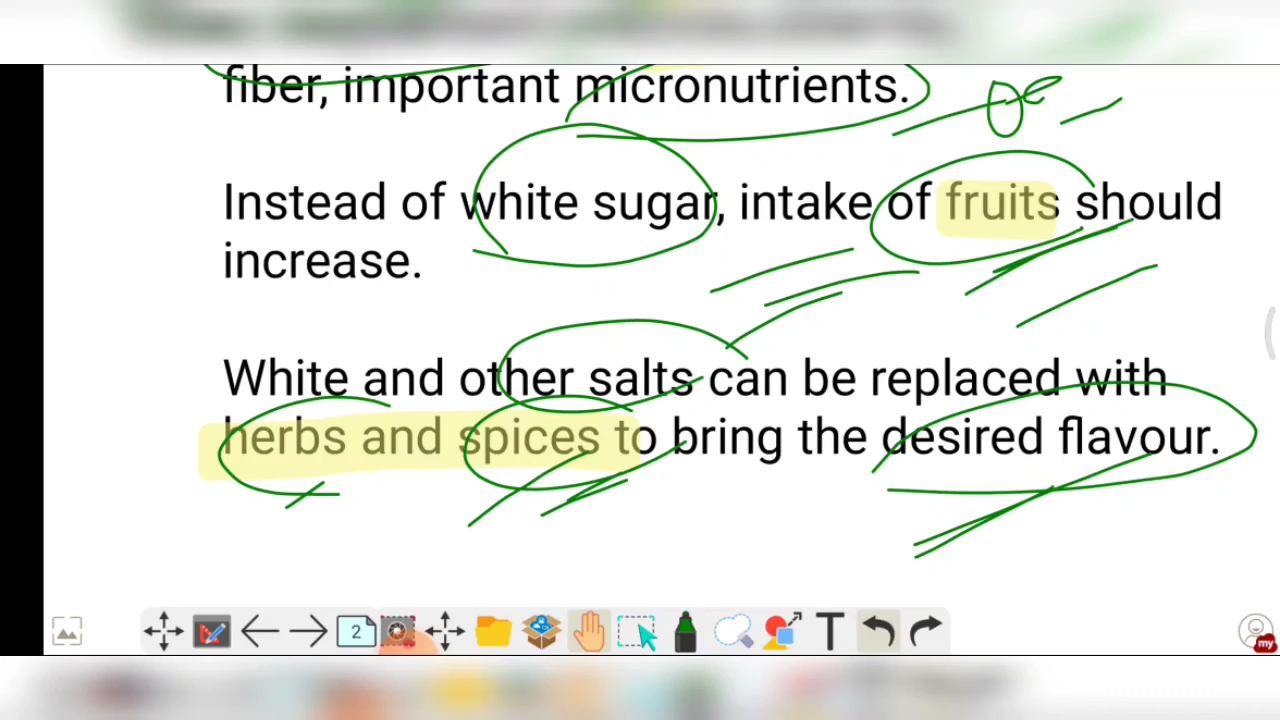 fiber, important micronutrients.
Instead of white sugar, intake of fruits should
increase.
White and other salts can be replaced with
herbs and spices to bring the desired flavour.
2
T
my